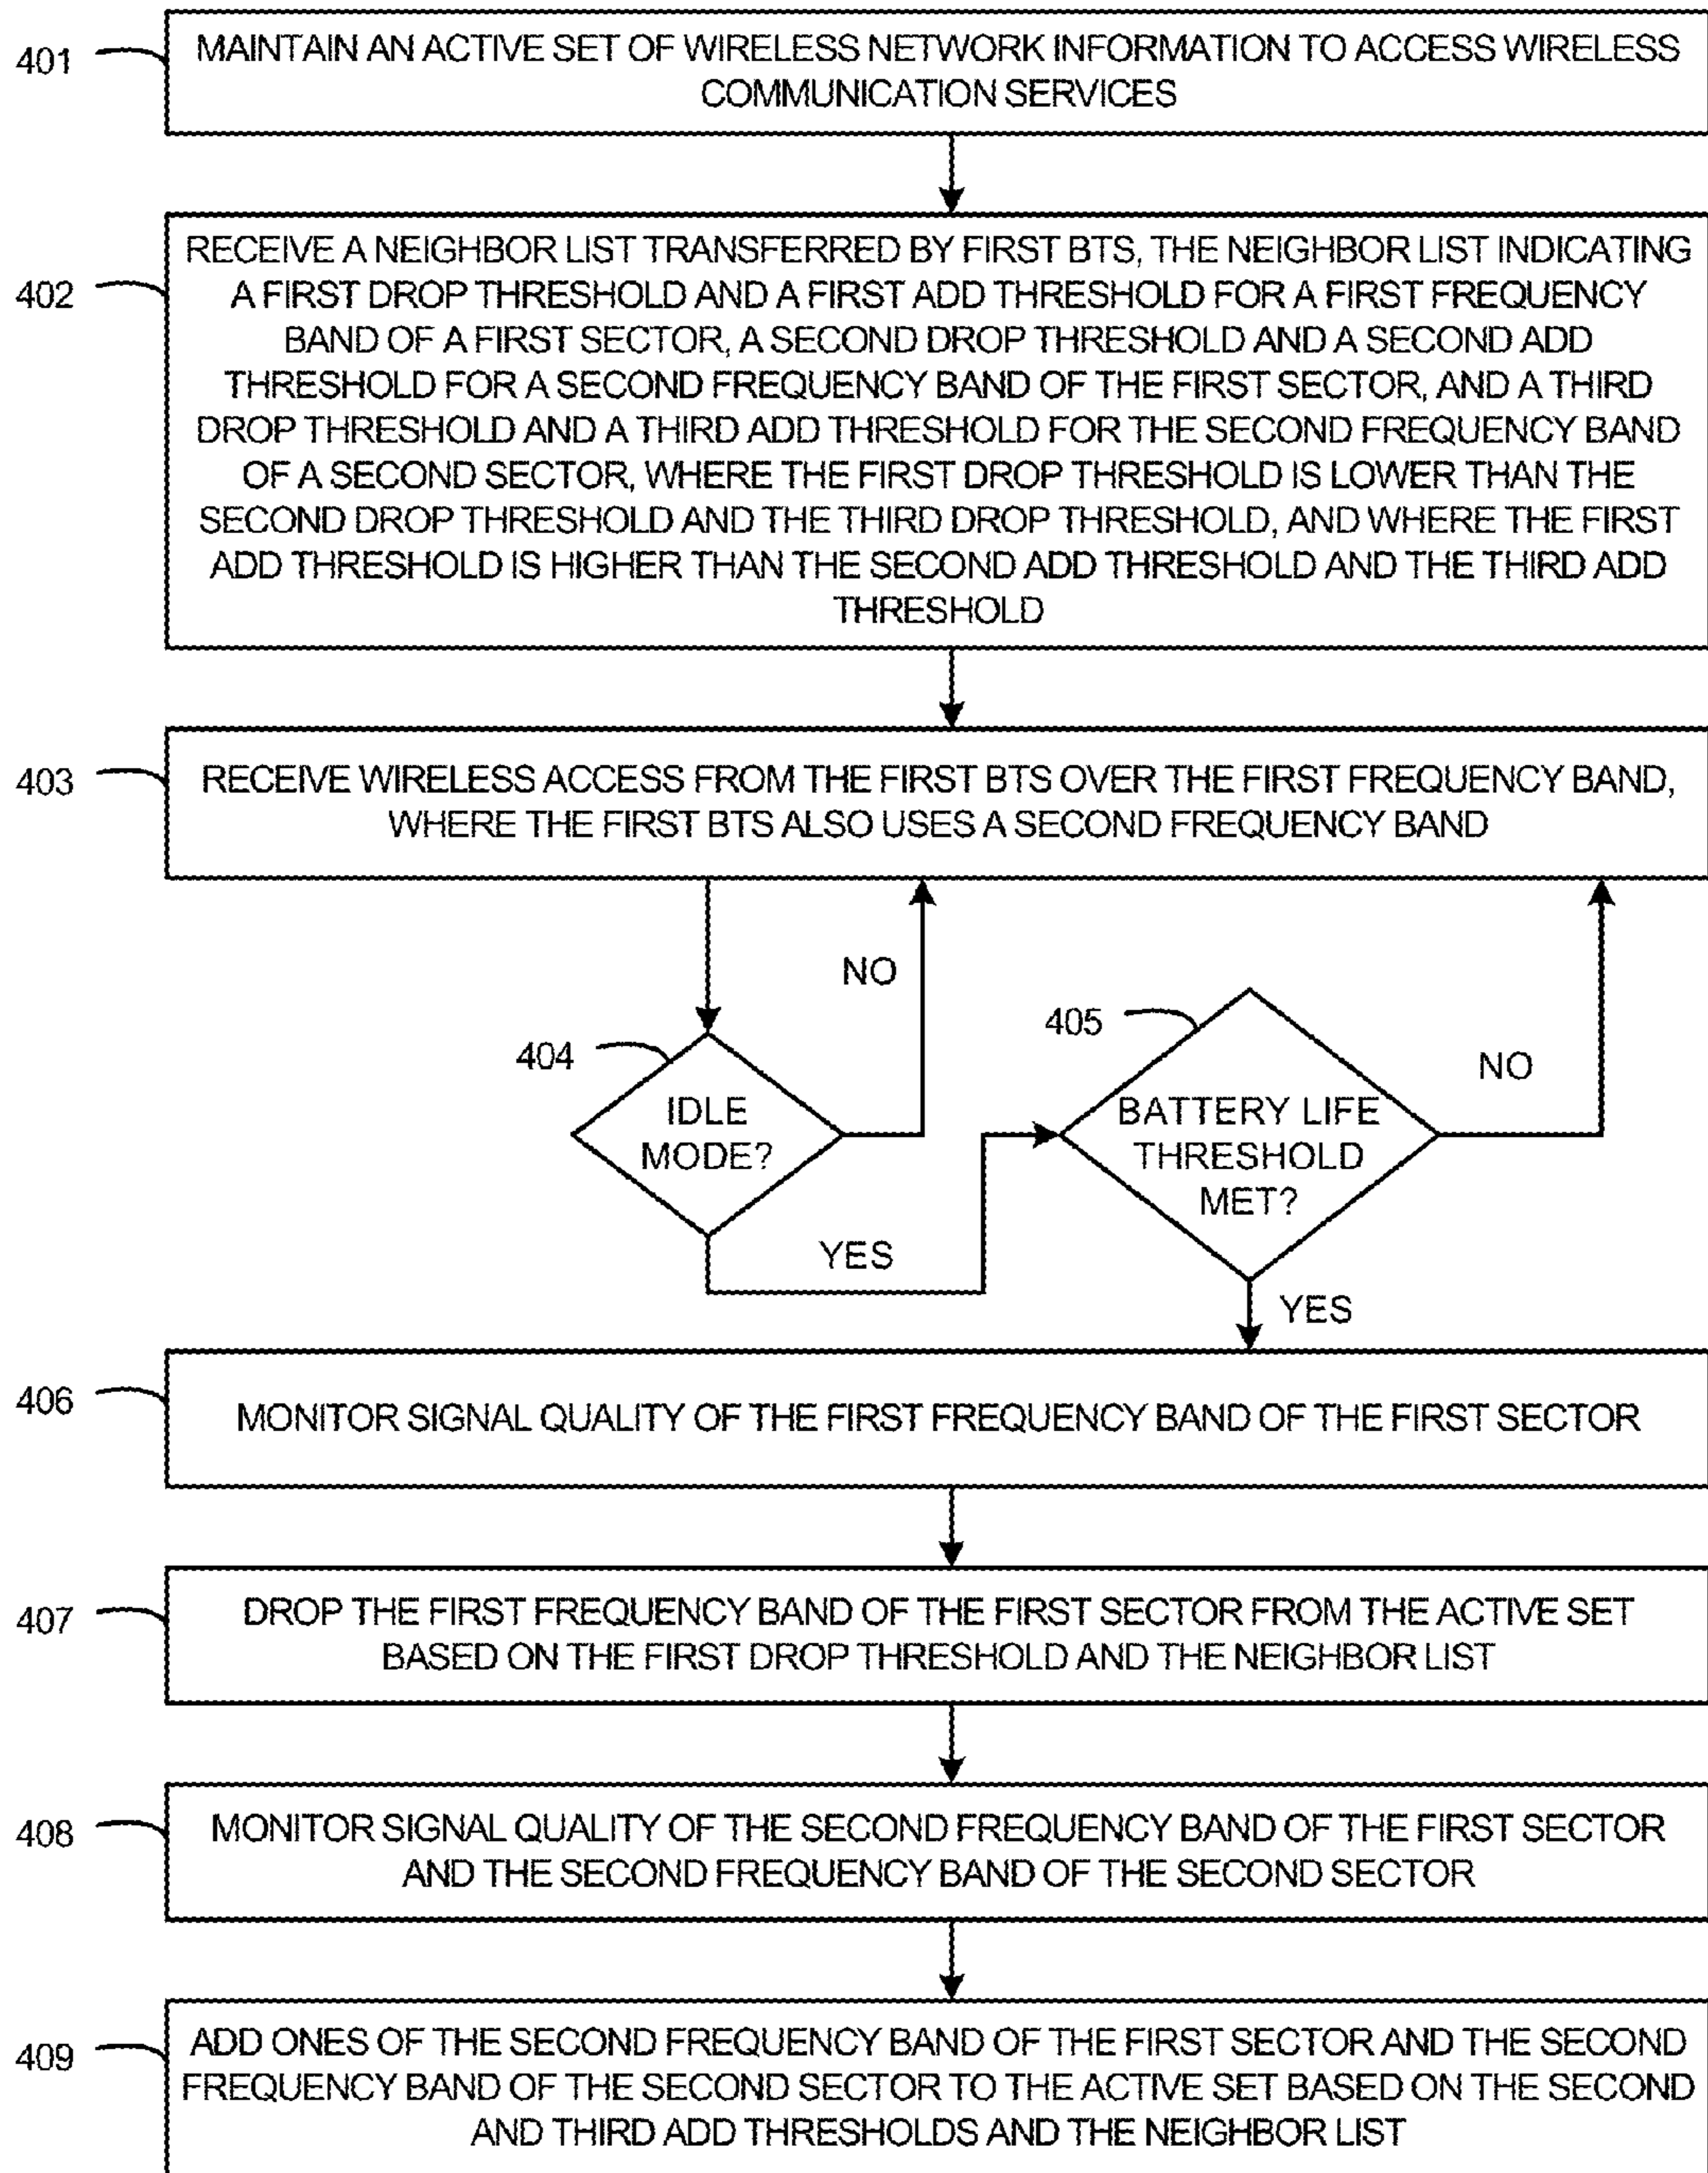 401
MAINTAIN AN ACTIVE SET OF WIRELESS NETWORK INFORMATION TO ACCESS WIRELESS
COMMUNICATION SERVICES
402
RECEIVE A NEIGHBOR LIST TRANSFERRED BY FIRST BTS, THE NEIGHBOR LIST INDICATING
A FIRST DROP THRESHOLD AND A FIRST ADD THRESHOLD FOR A FIRST FREQUENCY
BAND OF A FIRST SECTOR, A SECOND DROP THRESHOLD AND A SECOND ADD
THRESHOLD FOR A SECOND FREQUENCY BAND OF THE FIRST SECTOR, AND A THIRD
DROP THRESHOLD AND A THIRD ADD THRESHOLD FOR THE SECOND FREQUENCY BAND
OF A SECOND SECTOR, WHERE THE FIRST DROP THRESHOLD IS LOWER THAN THE
SECOND DROP THRESHOLD AND THE THIRD DROP THRESHOLD, AND WHERE THE FIRST
ADD THRESHOLD IS HIGHER THAN THE SECOND ADD THRESHOLD AND THE THIRD ADD
THRESHOLD
403
RECEIVE WIRELESS ACCESS FROM THE FIRST BTS OVER THE FIRST FREQUENCY BAND,
WHERE THE FIRST BTS ALSO USES A SECOND FREQUENCY BAND
NO
404
IDLE
MODE?
YES
405
BATTERY LIFE
THRESHOLD
MET?
NO
YES
406
MONITOR SIGNAL QUALITY OF THE FIRST FREQUENCY BAND OF THE FIRST SECTOR
407
DROP THE FIRST FREQUENCY BAND OF THE FIRST SECTOR FROM THE ACTIVE SET
BASED ON THE FIRST DROP THRESHOLD AND THE NEIGHBOR LIST
408
MONITOR SIGNAL QUALITY OF THE SECOND FREQUENCY BAND OF THE FIRST SECTOR
AND THE SECOND FREQUENCY BAND OF THE SECOND SECTOR
409
ADD ONES OF THE SECOND FREQUENCY BAND OF THE FIRST SECTOR AND THE SECOND
FREQUENCY BAND OF THE SECOND SECTOR TO THE ACTIVE SET BASED ON THE SECOND
AND THIRD ADD THRESHOLDS AND THE NEIGHBOR LIST